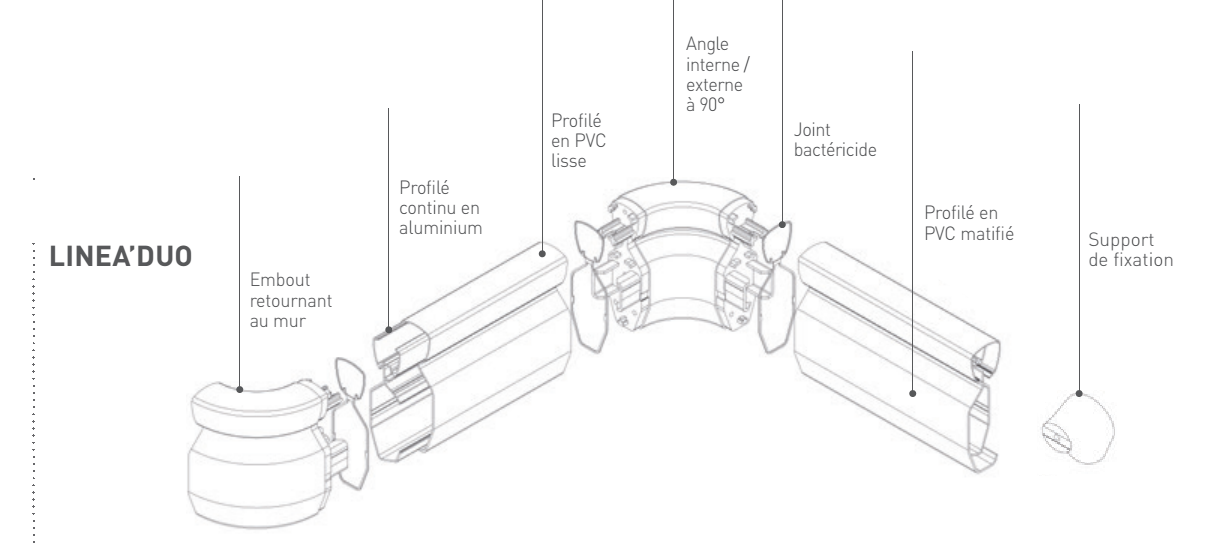 LINEA'DUO
Embout
retournant
au mur
Profilé
continu en
aluminium
Profilé
en PVC
lisse
Angle
interne /
externe
à 90°
Joint
bactéricide
Profilé en
PVC matifié
Support
de fixation